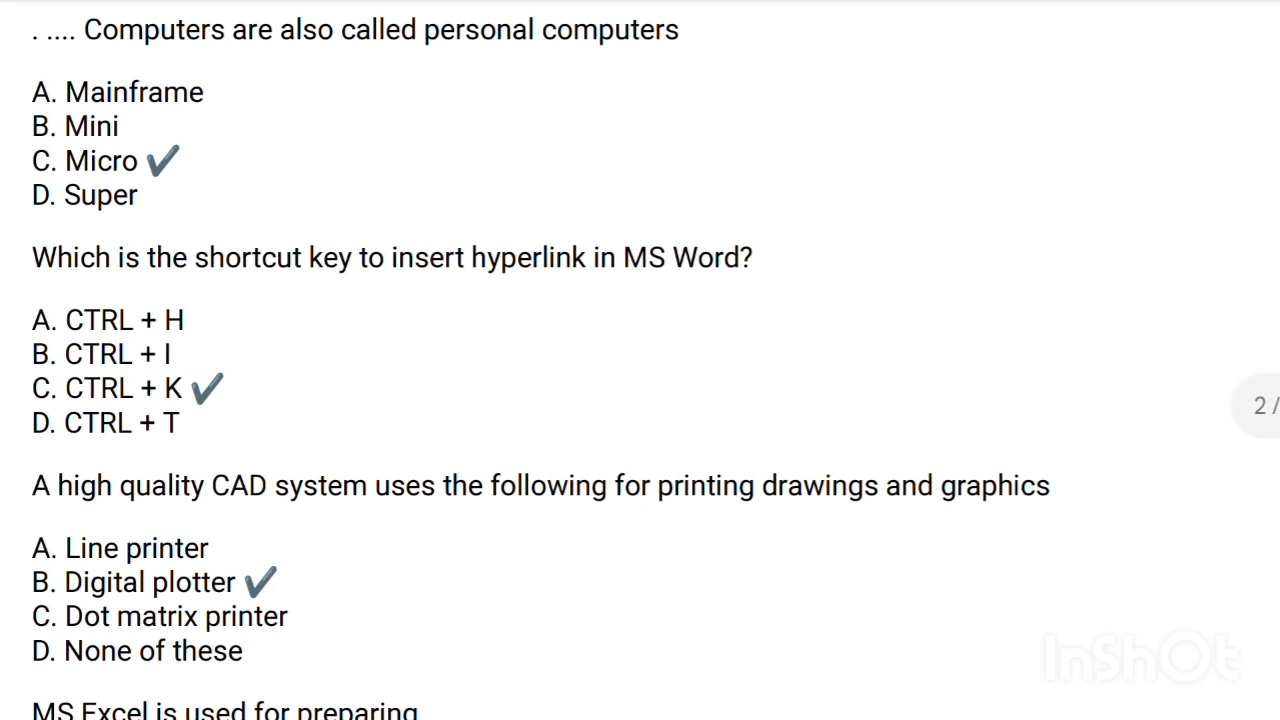 . .... Computers are also called personal computers
A. Mainframe
B. Mini
C. Micro ✔
D. Super
Which is the shortcut key to insert hyperlink in MS Word?
A. CTRL + H
B. CTRL + I
C. CTRL + K ✔
D. CTRL + T
A high quality CAD system uses the following for printing drawings and graphics
A. Line printer
B. Digital plotter ✔
C. Dot matrix printer
D. None of these
MS Excel is used for preparing
2 /
InShOt